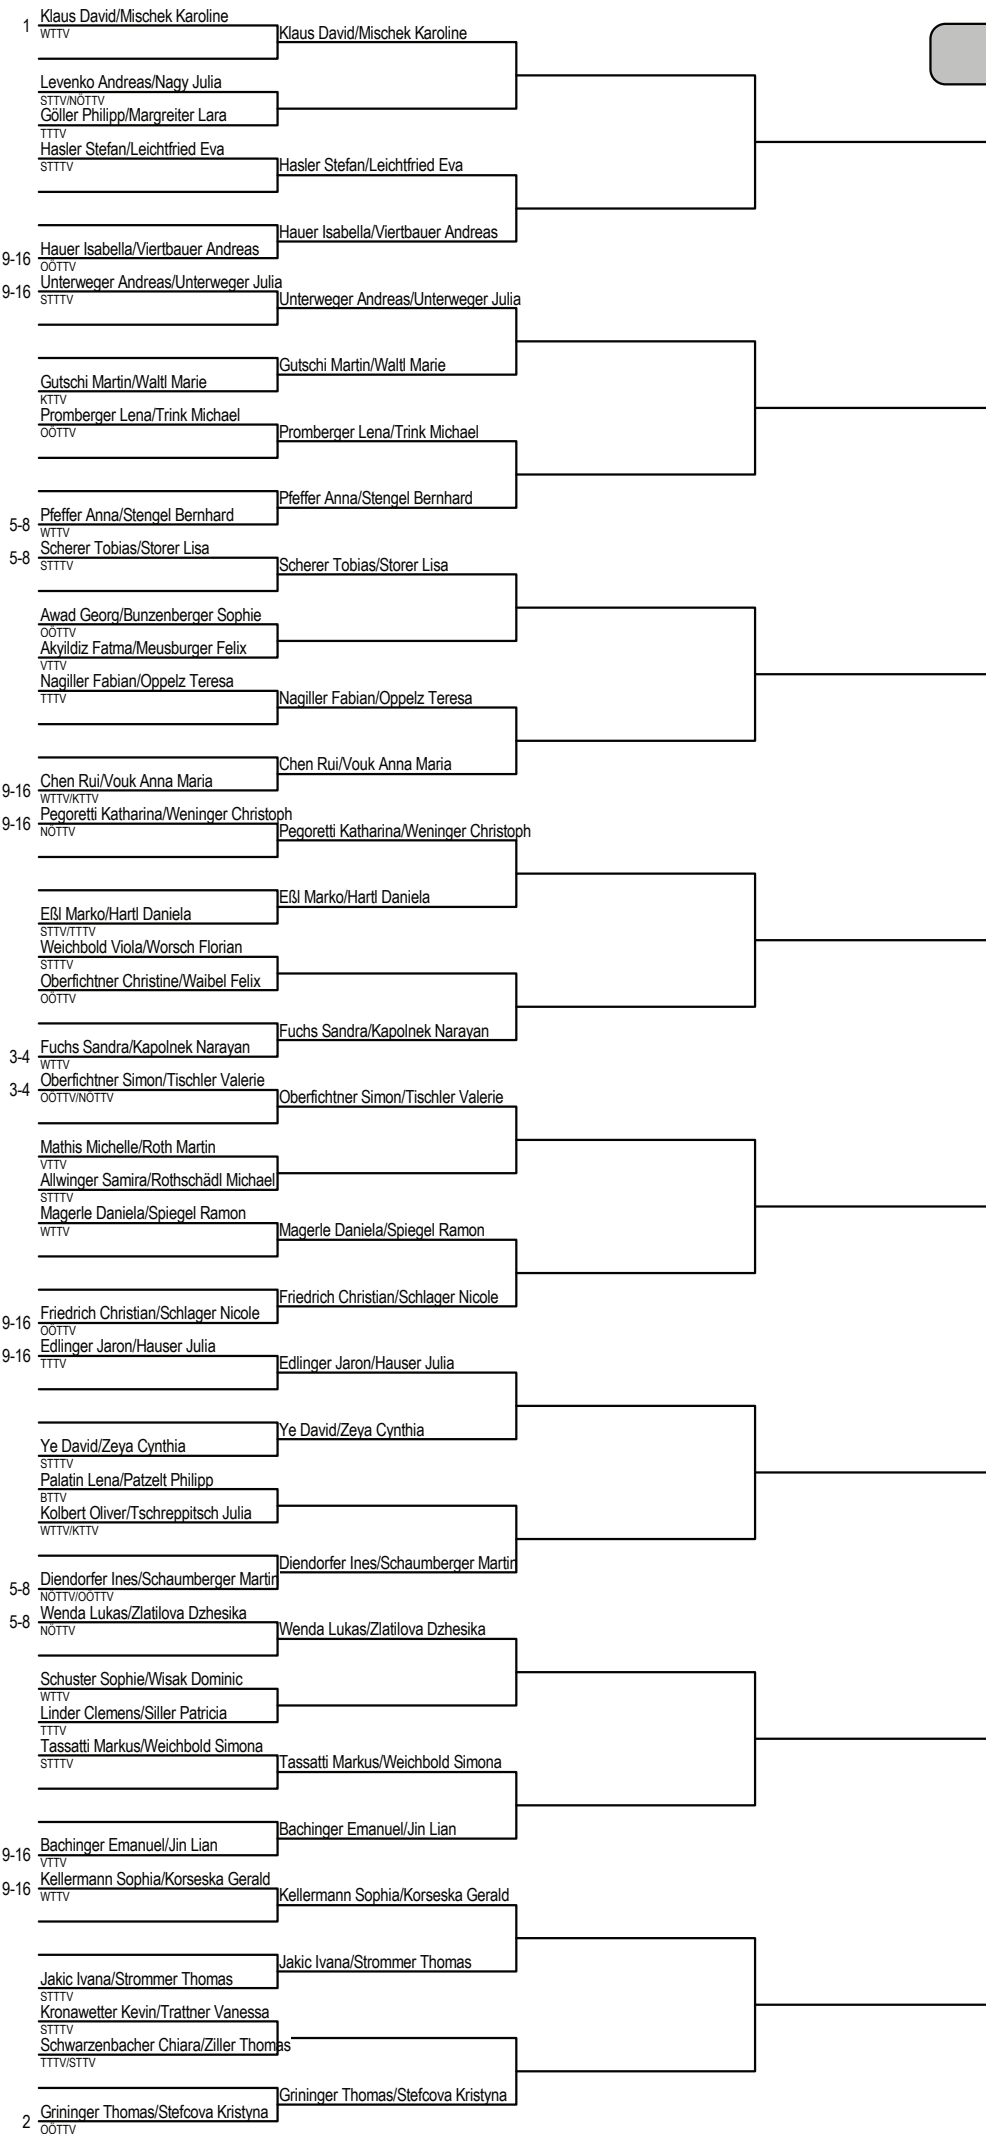 Klaus David/Mischek Karoline
1
WTTV
Klaus David/Mischek Karoline
Levenko Andreas/Nagy Julia
STTV/NÖTTV
Göller Philipp/Margreiter Lara
TTTV
Hasler Stefan/Leichtfried Eva
STTTV
Hasler Stefan/Leichtfried Eva
Hauer Isabella/Viertbauer Andreas
9-16 Hauer Isabella/Viertbauer Andreas
OÖTTV
9-16 Unterweger Andreas/Unterweger Julia
STTTV
Unterweger Andreas/Unterweger Julia
Gutschi Martin/Waltl Marie
Gutschi Martin/Waltl Marie
KTTV
Promberger Lena/Trink Michael
OÖTTV
Promberger Lena/Trink Michael
Pfeffer Anna/Stengel Bernhard
5-8 Pfeffer Anna/Stengel Bernhard
WTTV
5-8 Scherer Tobias/Storer Lisa
STTTV
Scherer Tobias/Storer Lisa
Awad Georg/Bunzenberger Sophie
OÖTTV
Akyildiz Fatma/Meusburger Felix
VTTV
Nagiller Fabian/Oppelz Teresa
TTTV
Nagiller Fabian/Oppelz Teresa
Chen Rui/Vouk Anna Maria
9-16 Chen Rui/Vouk Anna Maria
WTTV/KTTV
9-16 Pegoretti Katharina/Weninger Christoph
NÖTTV
Pegoretti Katharina/Weninger Christoph
Eßl Marko/Hartl Daniela
Eßl Marko/Hartl Daniela
STTV/TTTV
Weichbold Viola/Worsch Florian
STTTV
Oberfichtner Christine/Waibel Felix
OÖTTV
Fuchs Sandra/Kapolnek Narayan
3-4 Fuchs Sandra/Kapolnek Narayan
WTTV
3-4 Oberfichtner Simon/Tischler Valerie
OÖTTV/NÖTTV
Oberfichtner Simon/Tischler Valerie
Mathis Michelle/Roth Martin
VTTV
Allwinger Samira/Rothschädl Michael
STTTV
Magerle Daniela/Spiegel Ramon
WTTV
Magerle Daniela/Spiegel Ramon
Friedrich Christian/Schlager Nicole
9-16 Friedrich Christian/Schlager Nicole
OÖTTV
9-16 Edlinger Jaron/Hauser Julia
TTTV
Edlinger Jaron/Hauser Julia
Ye David/Zeya Cynthia
Ye David/Zeya Cynthia
STTTV
Palatin Lena/Patzelt Philipp
BTTV
Kolbert Oliver/Tschreppitsch Julia
WTTV/KTTV
Diendorfer Ines/Schaumberger Martin
5-8 Diendorfer Ines/Schaumberger Martin
NÖTTV/OÖTTV
5-8 Wenda Lukas/Zlatilova Dzhesika
NÖTTV
Wenda Lukas/Zlatilova Dzhesika
Schuster Sophie/Wisak Dominic
WTTV
Linder Clemens/Siller Patricia
TTTV
Tassatti Markus/Weichbold Simona
STTTV
Tassatti Markus/Weichbold Simona
Bachinger Emanuel/Jin Lian
9-16 Bachinger Emanuel/Jin Lian
VTTV
9-16 Kellermann Sophia/Korseska Gerald
WTTV
Kellermann Sophia/Korseska Gerald
Jakic Ivana/Strommer Thomas
Jakic Ivana/Strommer Thomas
STTTV
Kronawetter Kevin/Trattner Vanessa
STTTV
Schwarzenbacher Chiara/Ziller Thomas
TTTV/STTV
Grininger Thomas/Stefcova Kristyna
2 Grininger Thomas/Stefcova Kristyna
OÖTTV